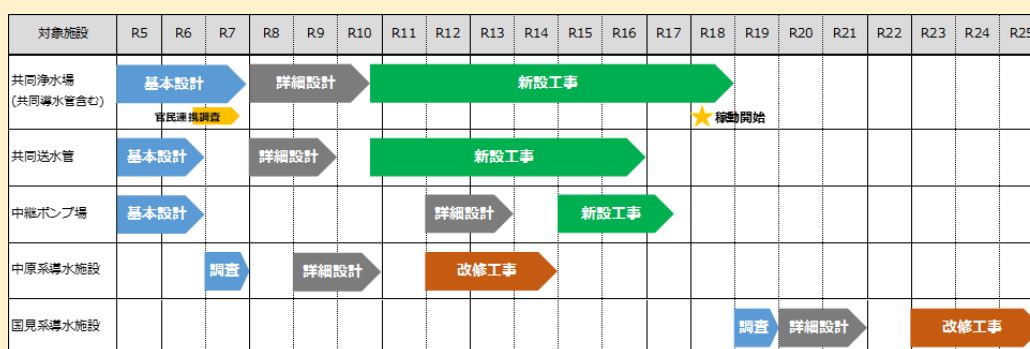 対象施設 R5 R6 R7 R8 R9 R10 R11 R12 R13 R14 R15 R16 R17 R18 R19 R20 R21 R22 R23 R24 R25
共同浄水場 基本設計 詳細設計 新設工事
(共同導水管含む)
官民連携調査 稼動開始
共同送水管 基本設計 詳細設計 新設工事
中継ポンプ場 基本設計 詳細設計 新設工事
中原系導水施設 調査 詳細設計 改修工事
国見系導水施設 調査 詳細設計 改修工事